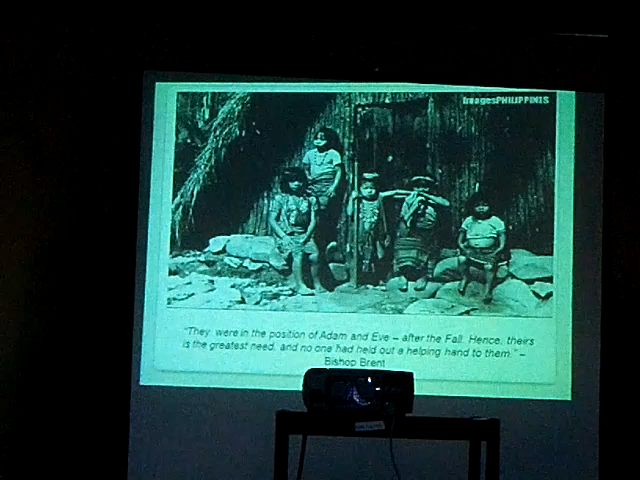 imagesPHILIPPINES
"They were in the position of Adam and Eve – after the Fall. Hence, theirs
is the greatest need, and no one had held out a helping hand to them." –
Bishop Brent